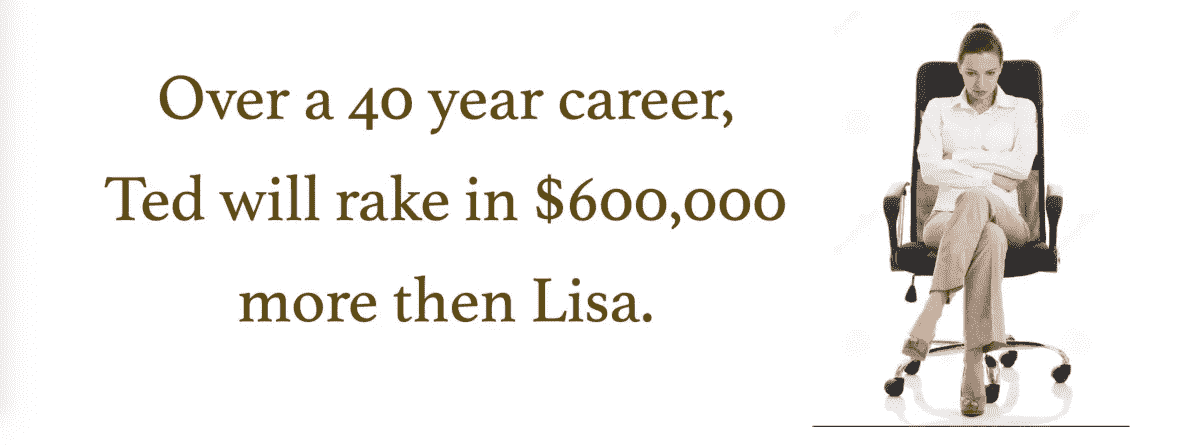 Over a 40 year career,
Ted will rake in $600,000
more then Lisa.